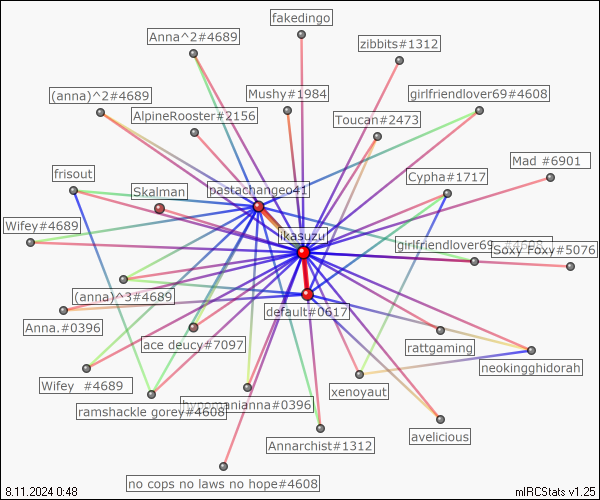 fakedingo
Anna^2#4689
zibbits#1312
(anna)^2#4689
Mushy#1984
girlfriendlover69#4608
AlpineRooster#2156
Toucan#2473
Mad #6901
frisout
Skalman
pastachangeo41
Cypha#1717
Wifey#4689
ikasuzu
girlfriendlover69
Soxy Foxy#5076
(anna)^3#4689
Anna.#0396
default#0617
ace deucy#7097
rattgaming
neokingghidorah
Wifey #4689
xenoyaut
hypomanianna#0396
ramshackle gorey#4608
avelicious
Annarchist#1312
no cops no laws no hope#4608
8.11.2024 0:48
mIRCStats v1.25